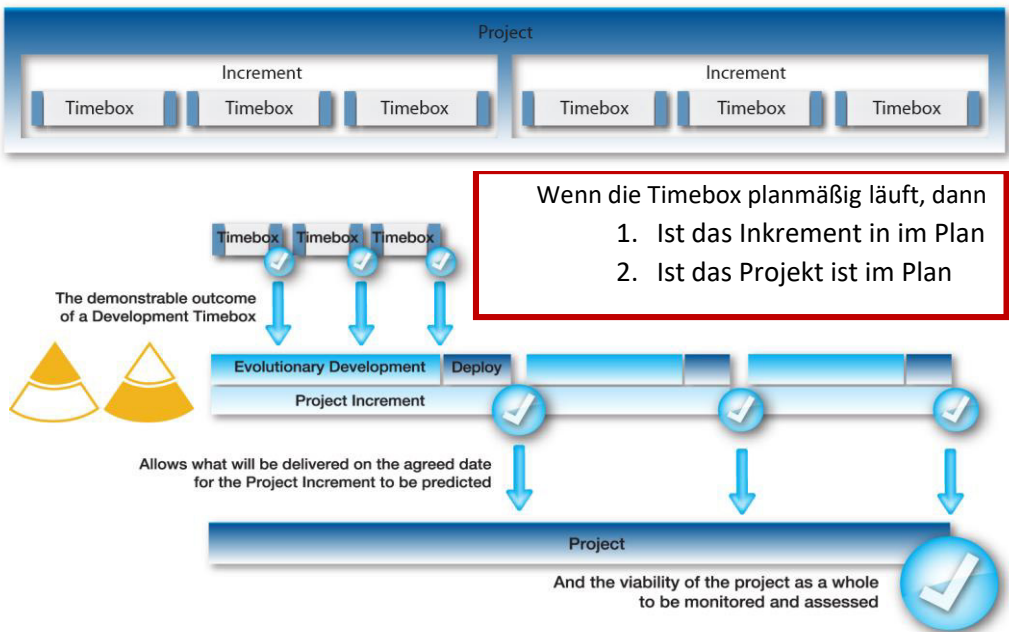 Project
Increment
Increment
Timebox
Timebox
Timebox
Timebox
Timebox
Timebox
Wenn die Timebox planmäßig läuft, dann
1. Ist das Inkrement in im Plan
2. Ist das Projekt ist im Plan
Timebox
Timebox
Timebox
The demonstrable outcome
of a Development Timebox
Evolutionary Development
Deploy
Project Increment
Allows what will be delivered on the agreed date
for the Project Increment to be predicted
Project
And the viability of the project as a whole
to be monitored and assessed